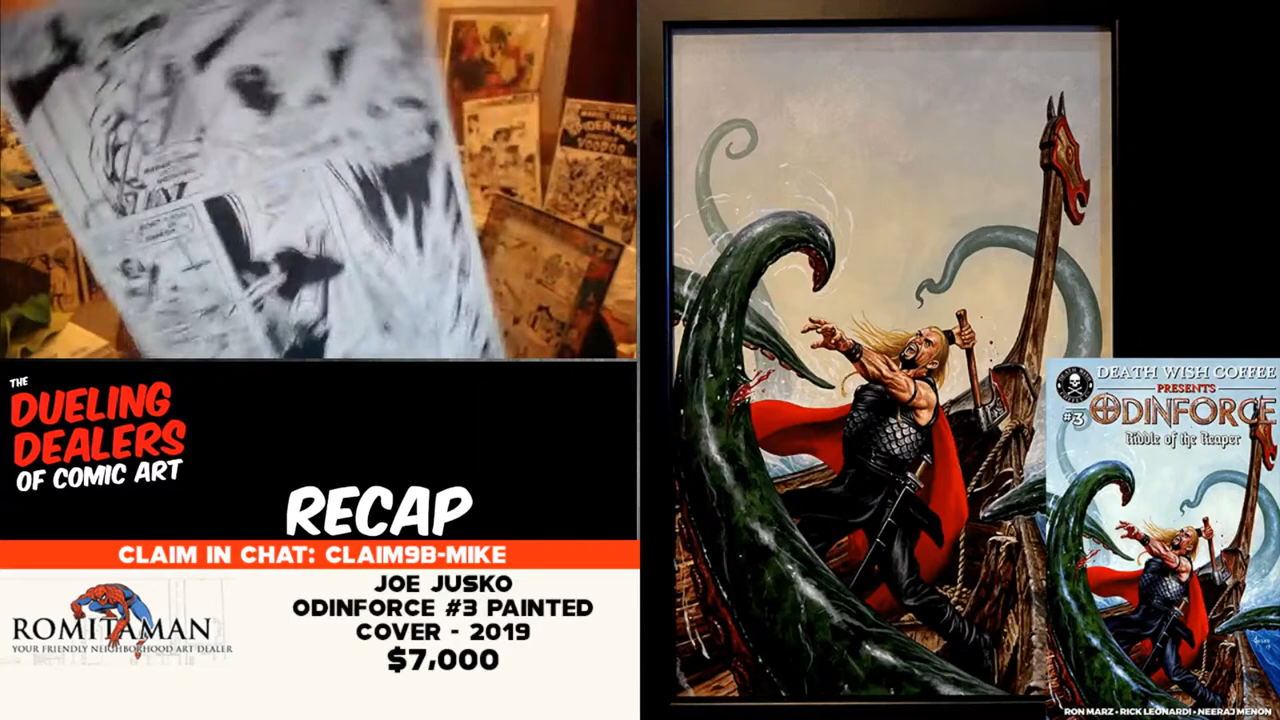 THE
DUELING
DEALERS
OF COMIC ART
RECAP
CLAIM IN CHAT: CLAIM9B-MIKE
ROMITAMAN
YOUR FRIENDLY NEIGHBORHOOD ART DEALER
JOE JUSKO
ODINFORCE #3 PAINTED
COVER - 2019
$7,000
DEATH WISH COFFEE
PRESENTS
#3 ODINFORCE
Riddle of the Reaper
RON MARZ • RICK LEONARDI • NEERAJ MENON